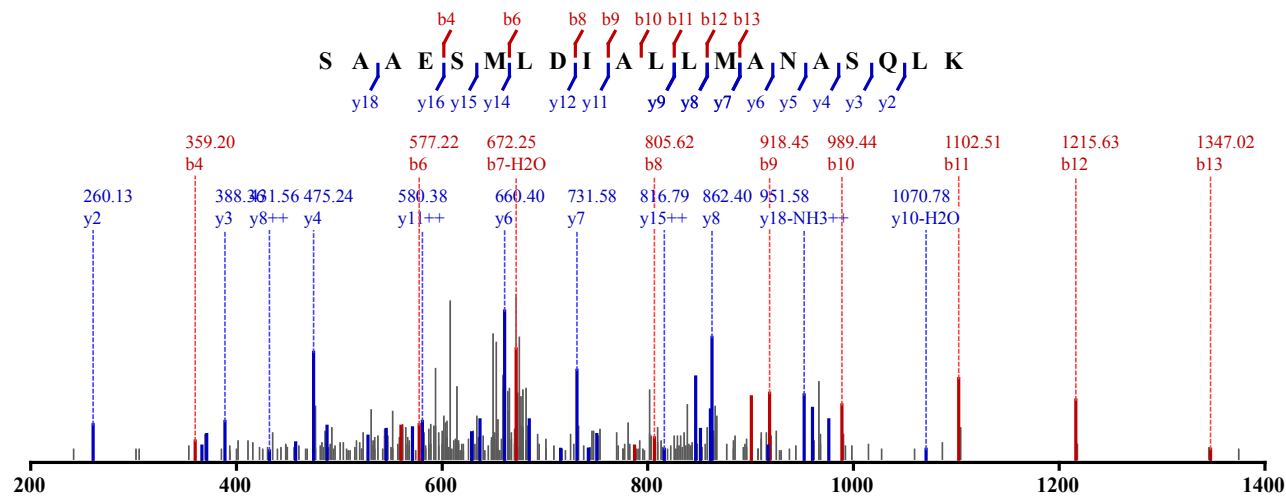 b4 b6 b8 b9 b10 b11 b12 b13
S A A E S M L D I A L L M A N A S Q L K
y18 y16 y15 y14 y12 y11 y9 y8 y7 y6 y5 y4 y3 y2
359.20 577.22 672.25 805.62 918.45 989.44 1102.51 1215.63 1347.02
b4 b6 b7-H2O b8 b9 b10 b11 b12 b13
260.13 388.36 431.56 475.24 580.38 660.40 731.58 816.79 862.40 951.58 1070.78
y2 y3 y8++ y4 y11++ y6 y7 y15++ y8 y18-NH3++ y10-H2O
200 400 600 800 1000 1200 1400